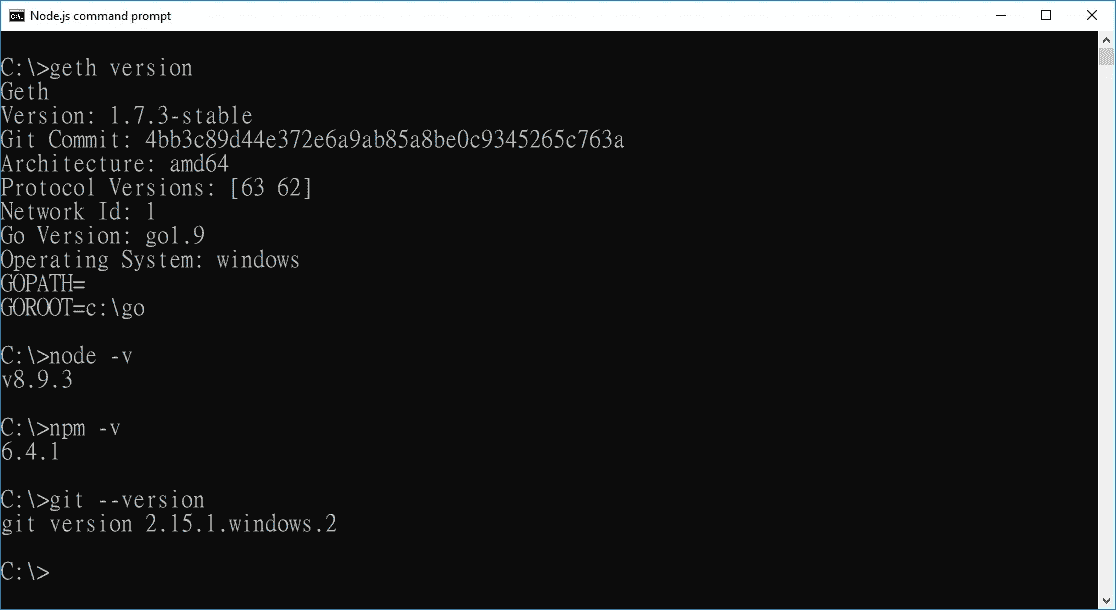 Node.js command prompt
C:\>geth version
Geth
Version: 1.7.3-stable
Git Commit: 4bb3c89d44e372e6a9ab85a8be0c9345265c763a
Architecture: amd64
Protocol Versions: [63 62]
Network Id: 1
Go Version: go1.9
Operating System: windows
GOPATH=
GOROOT=c:\go
C:\>node -v
v8.9.3
C:\>npm -v
6.4.1
C:\>git --version
git version 2.15.1.windows.2
C:\>